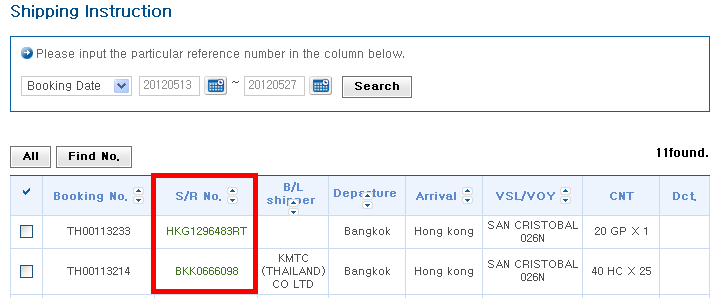 Shipping Instruction
Please input the particular reference number in the column below.
Booking Date 20120513 ~ 20120527 Search
All Find No. 11found.
Booking No. S/R No. B/L shipper Departure Arrival VSL/VOY CNT Dct.
TH00113233 HKG1296483RT Bangkok Hong kong SAN CRISTOBAL 026N 20 GP X 1
TH00113214 BKK0666098 KMTC (THAILAND) CO LTD Bangkok Hong kong SAN CRISTOBAL 026N 40 HC X 25